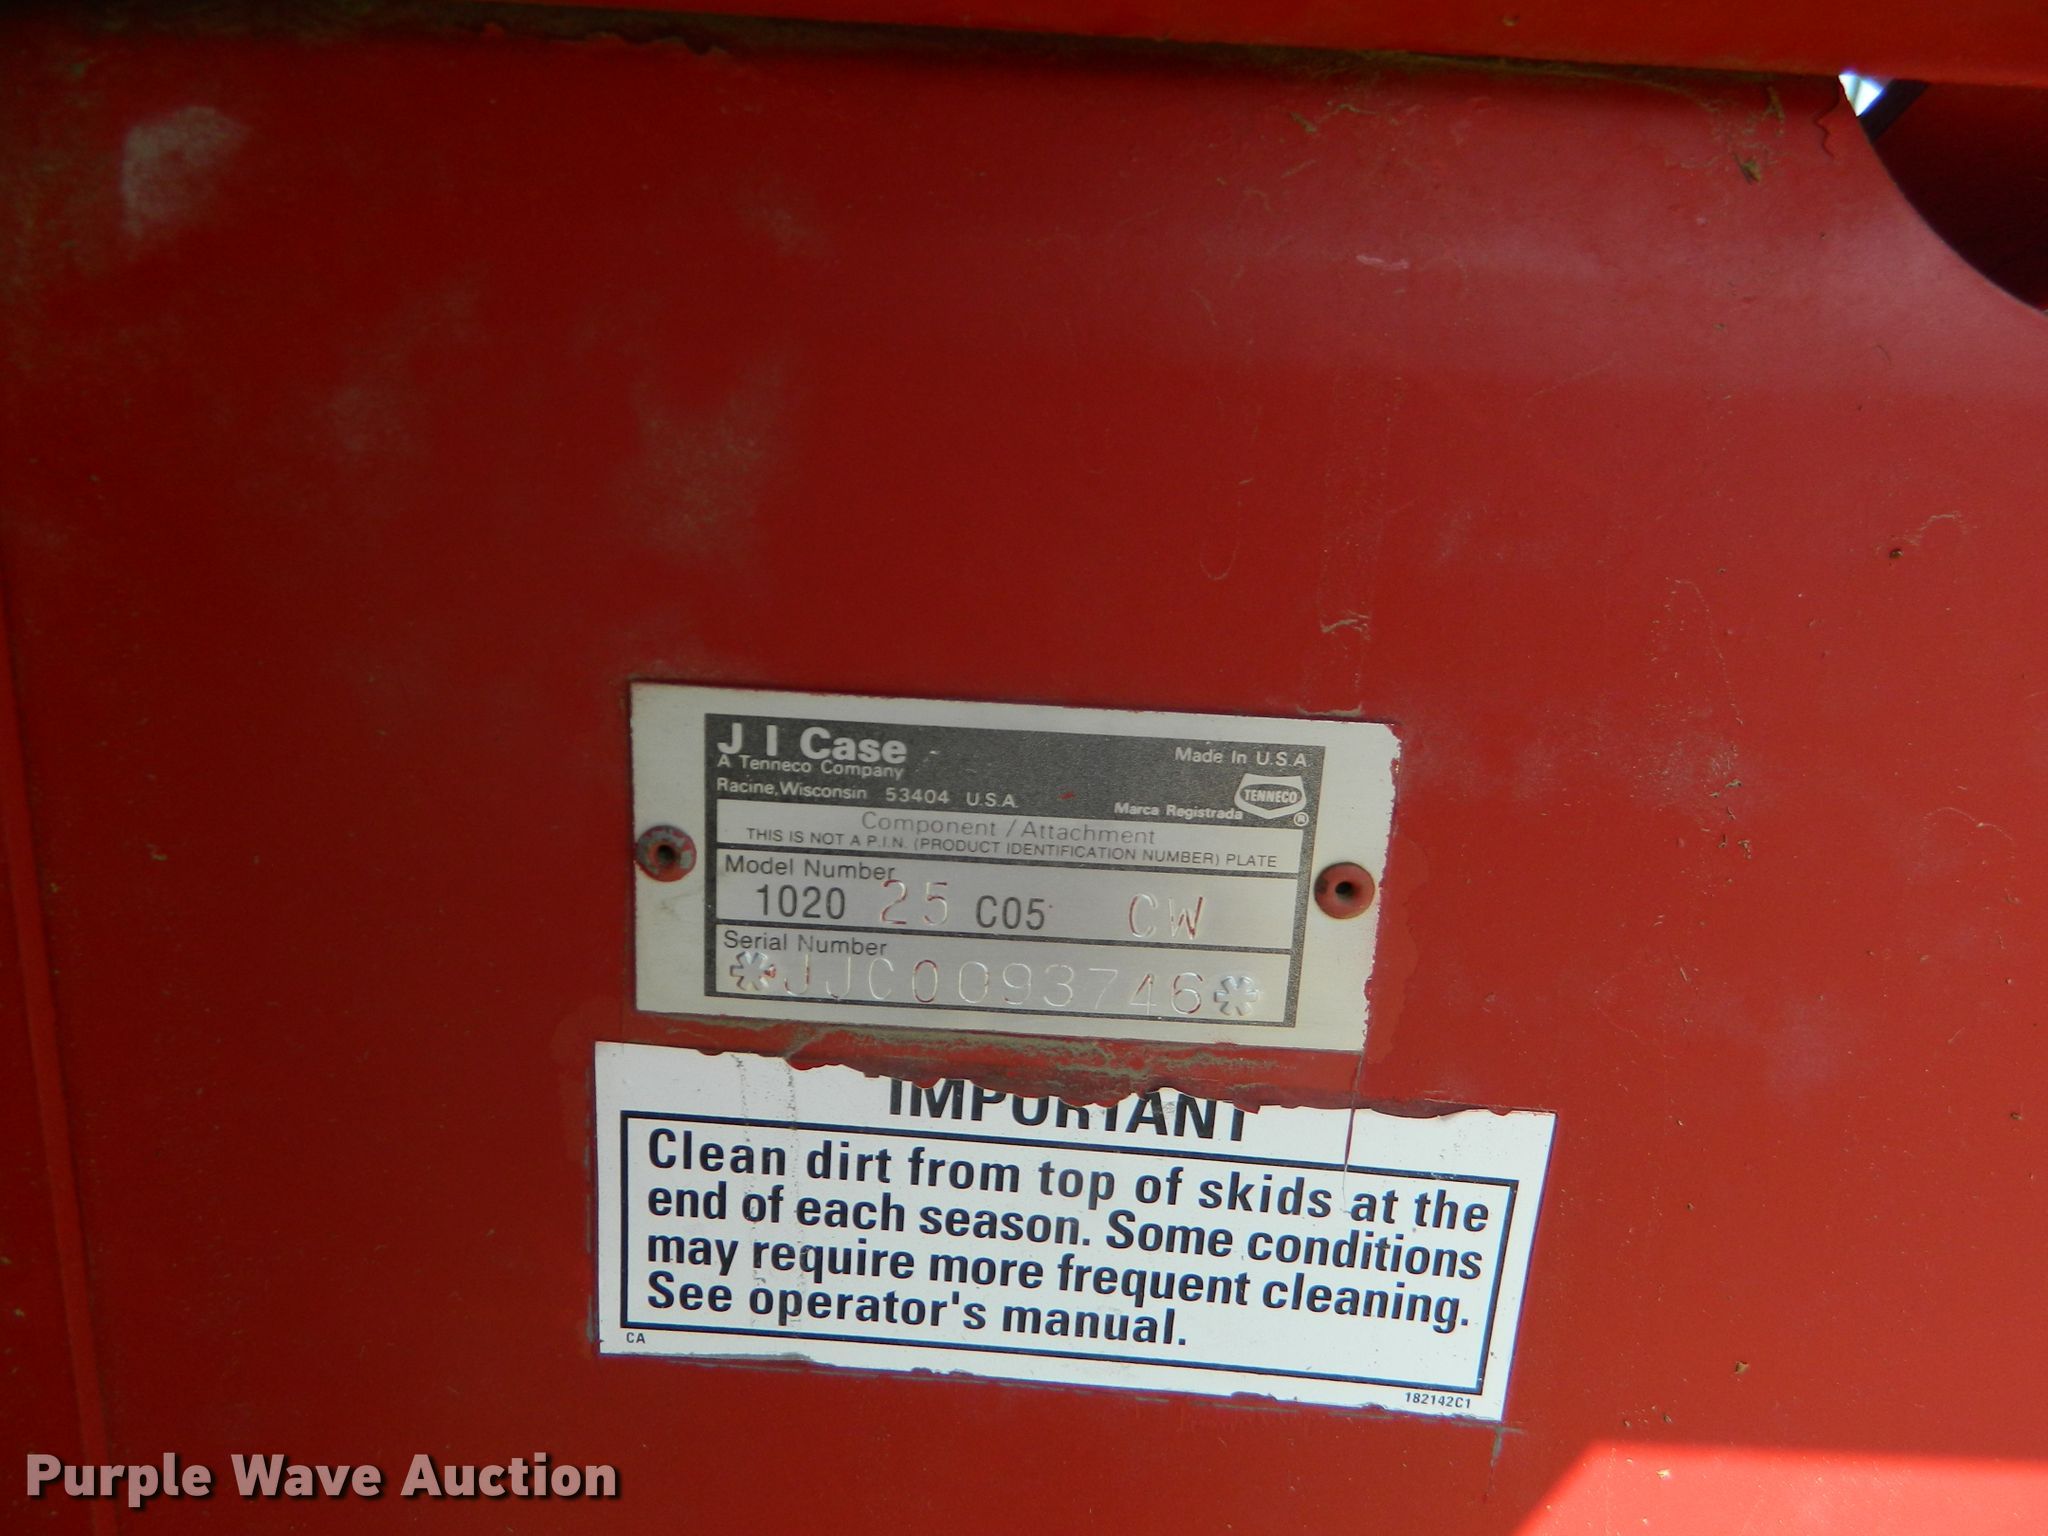 J I Case
A Tenneco Company
Racine, Wisconsin 53404 U.S.A.
Made In U.S.A.
TENNECO
Marca Registrada ®
Component / Attachment
THIS IS NOT A P.I.N. (PRODUCT IDENTIFICATION NUMBER) PLATE
Model Number
1020 25 C05 CW
Serial Number
*JJC0093746*
IMPORTANT
Clean dirt from top of skids at the
end of each season. Some conditions
may require more frequent cleaning.
See operator's manual.
CA
182142C1
Purple Wave Auction